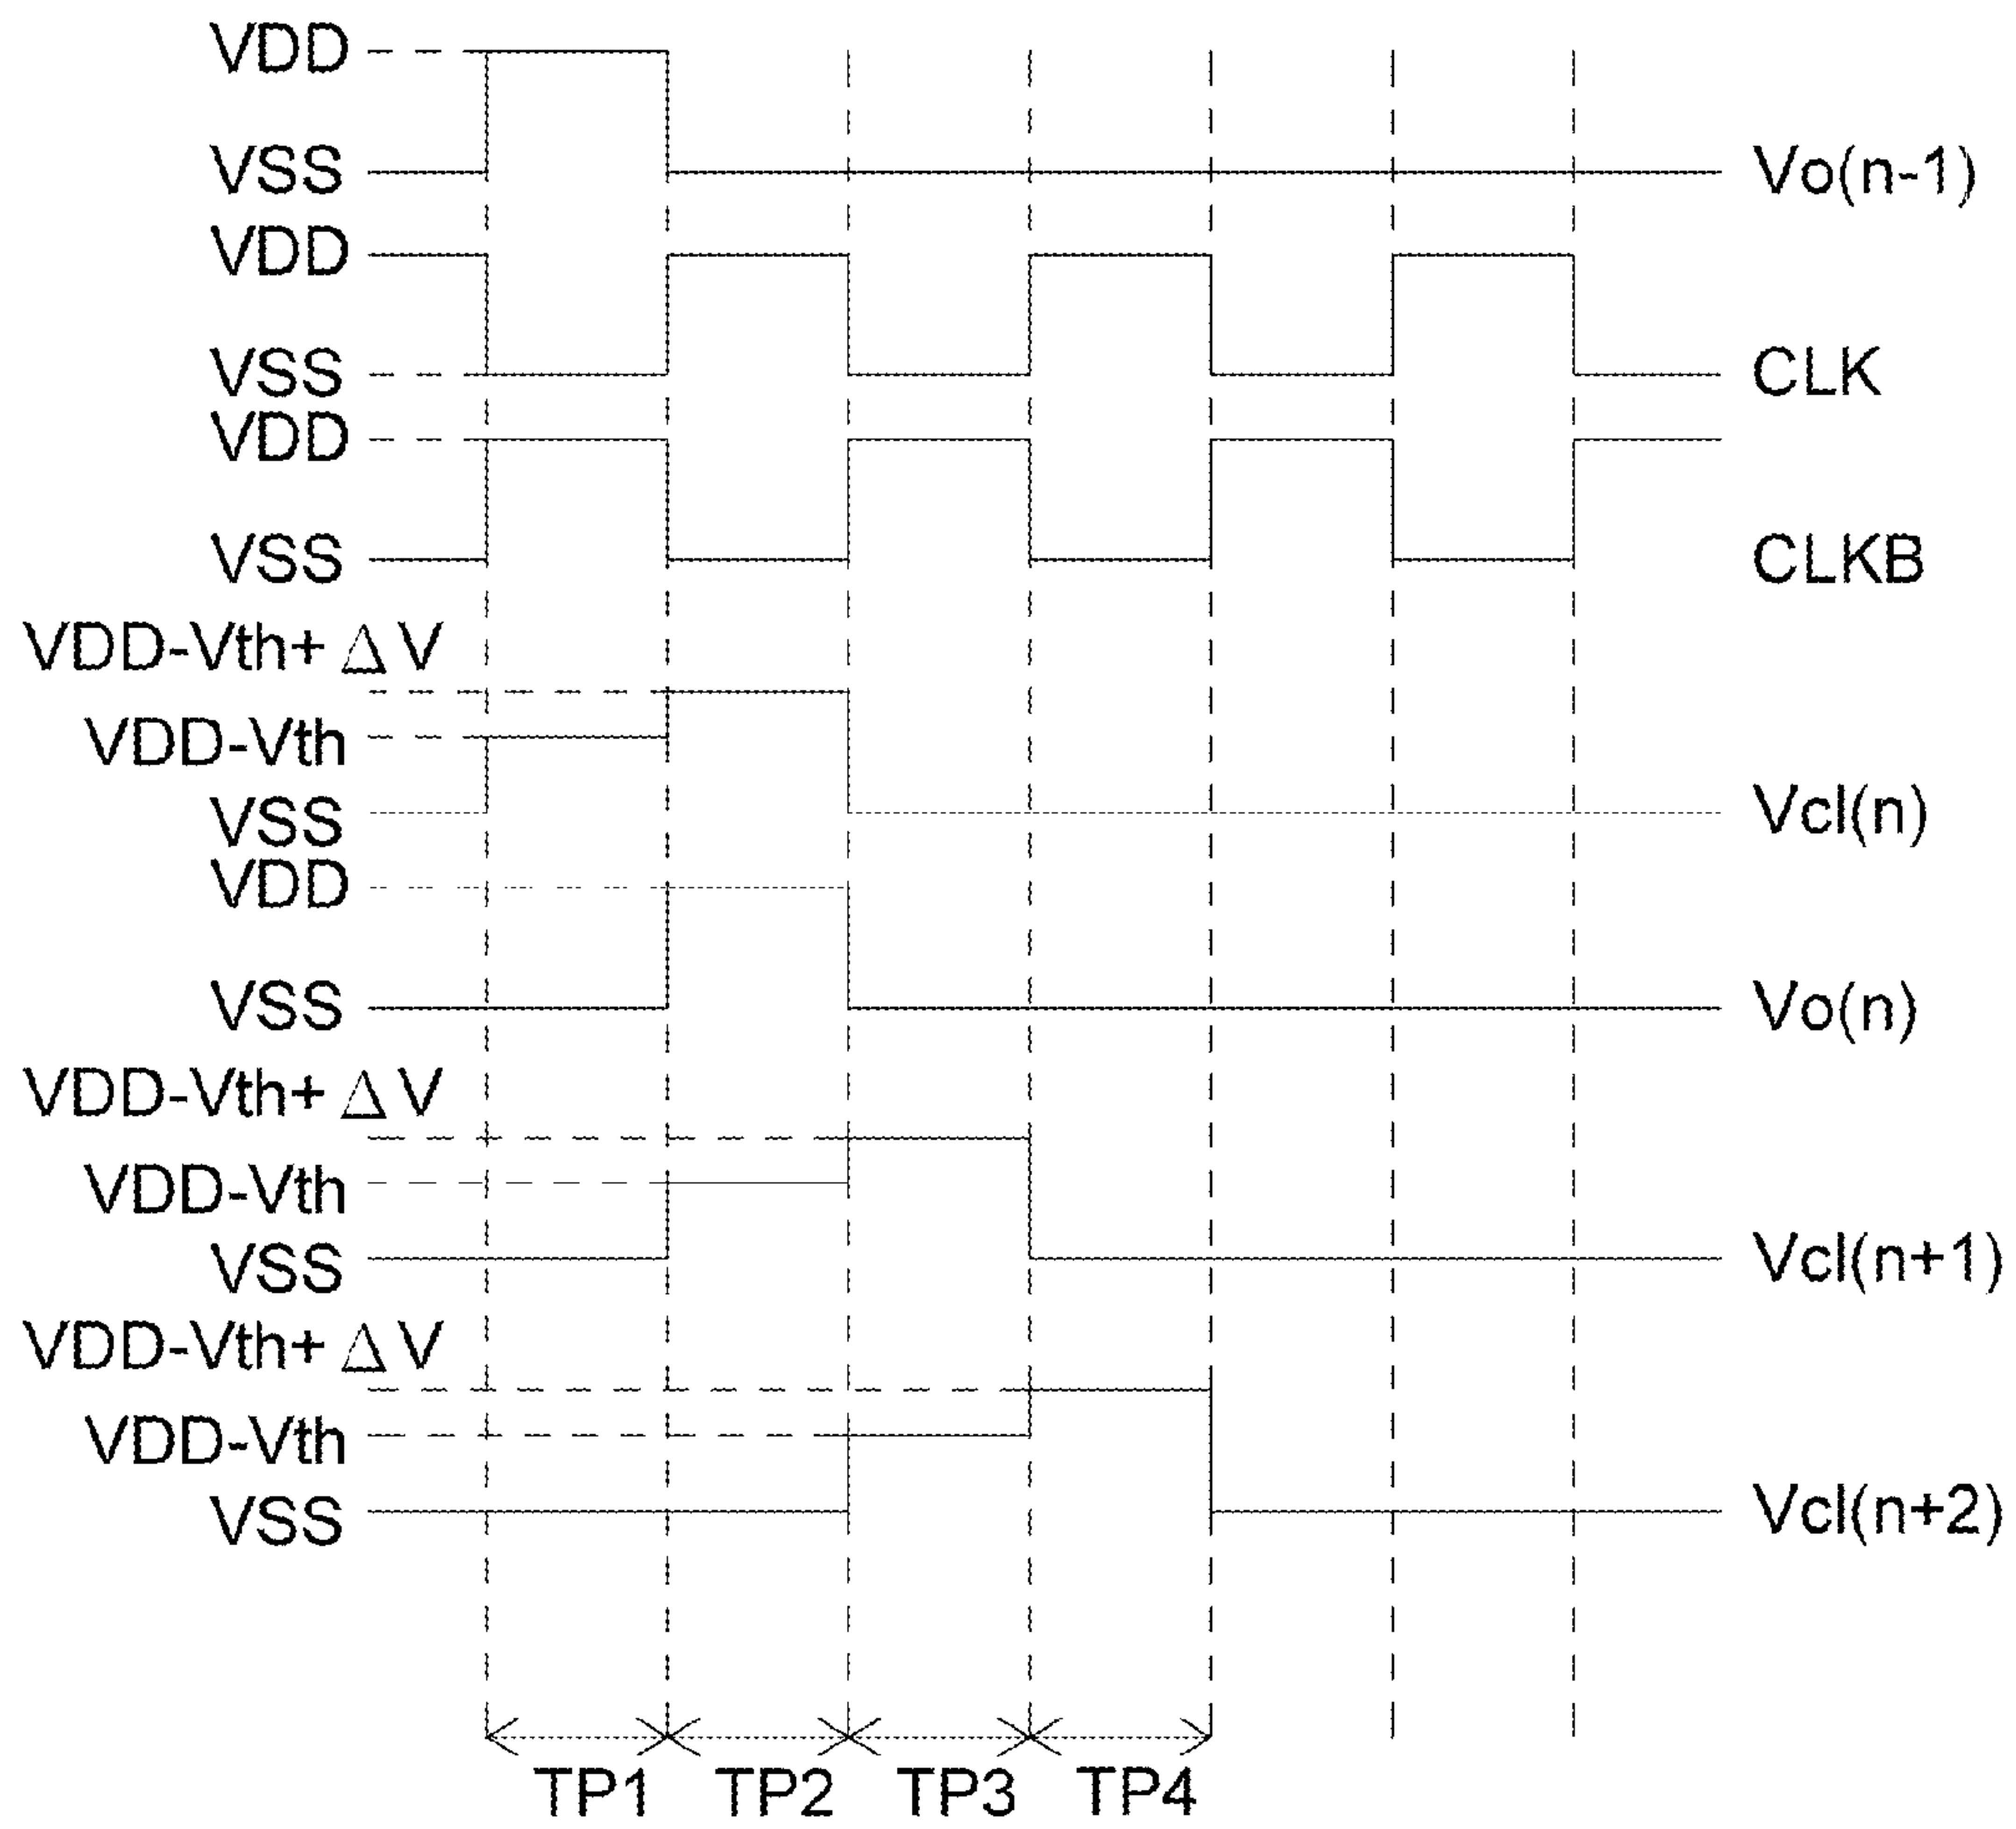 VDD
VSS Vo(n-1)
VDD
VSS CLK
VDD
VSS CLKB
VDD-Vth+ΔV
VDD-Vth
VSS Vcl(n)
VDD
VSS Vo(n)
VDD-Vth+ΔV
VDD-Vth
VSS Vcl(n+1)
VDD-Vth+ΔV
VDD-Vth
VSS Vcl(n+2)
TP1 TP2 TP3 TP4